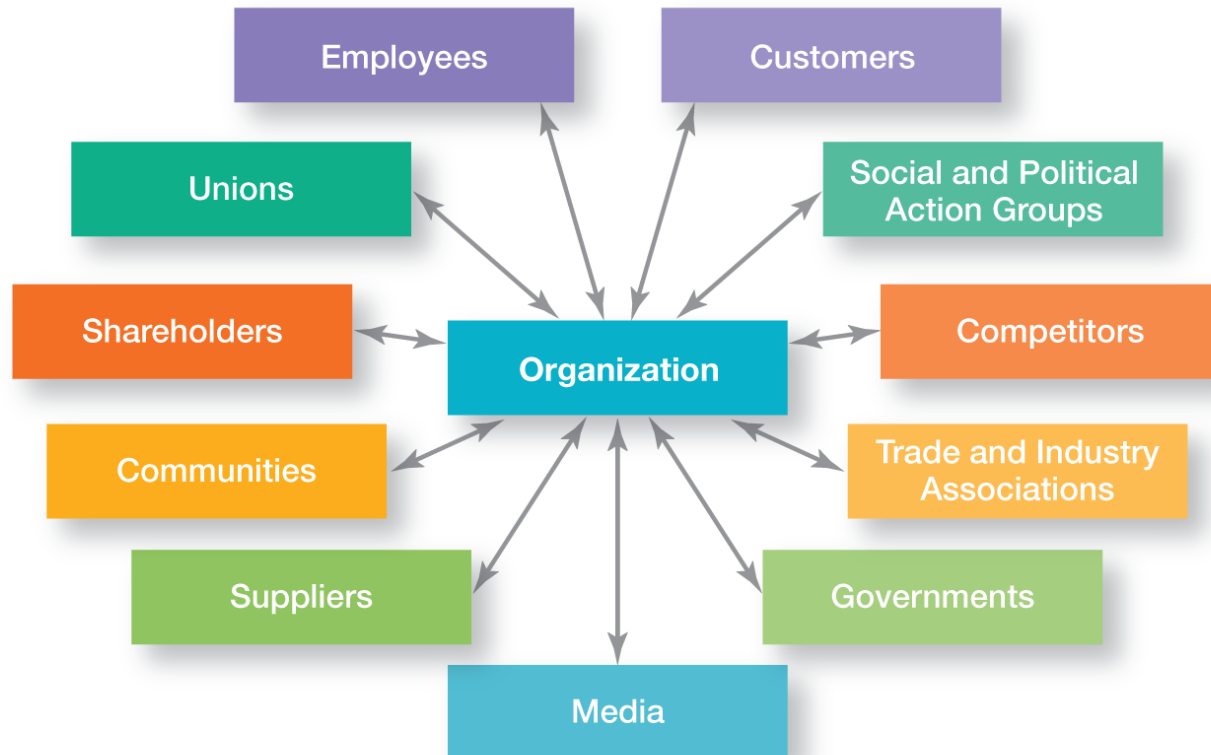 Employees
Customers
Unions
Social and Political
Action Groups
Shareholders
Organization
Competitors
Communities
Trade and Industry
Associations
Suppliers
Governments
Media